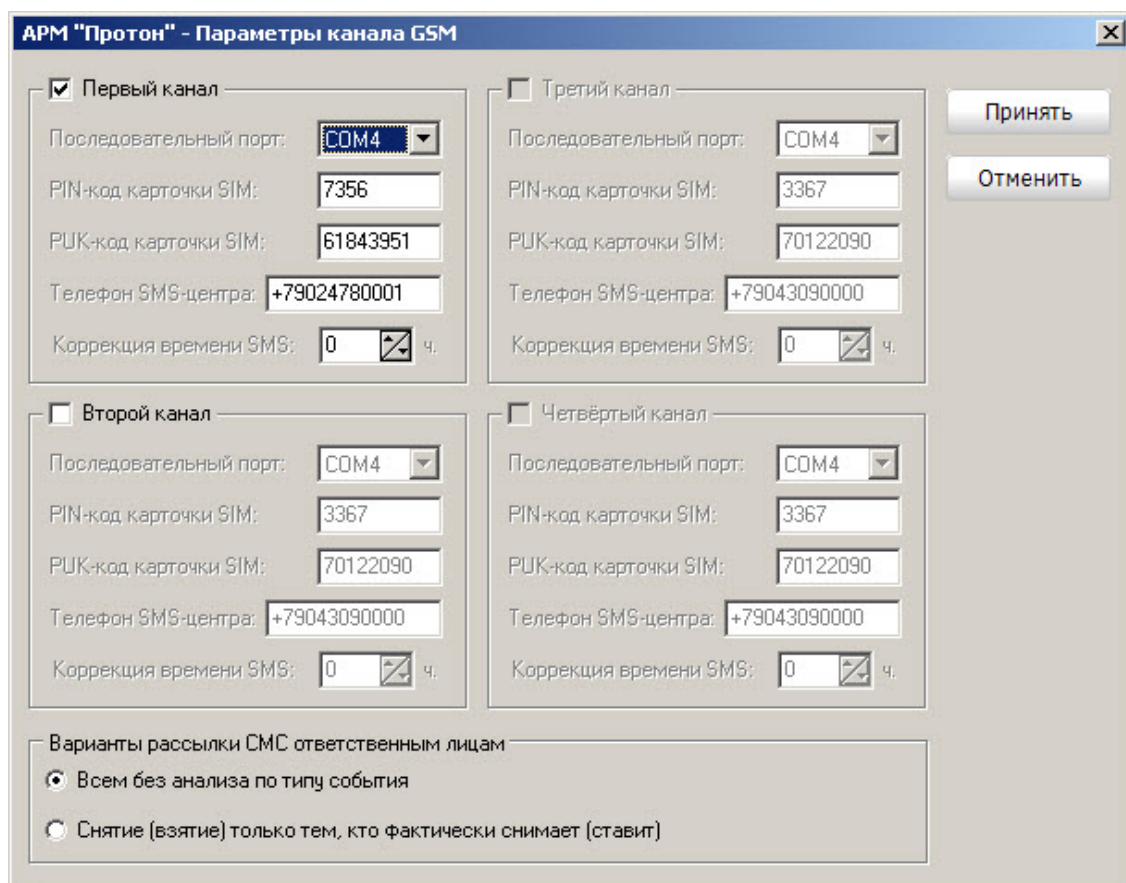 АРМ "Протон" - Параметры канала GSM
Первый канал
Последовательный порт: COM4
PIN-код карточки SIM: 7356
PUK-код карточки SIM: 61843951
Телефон SMS-центра: +79024780001
Коррекция времени SMS: 0 ч.
Третий канал
Последовательный порт: COM4
PIN-код карточки SIM: 3367
PUK-код карточки SIM: 70122090
Телефон SMS-центра: +79043090000
Коррекция времени SMS: 0 ч.
Принять
Отменить
Второй канал
Последовательный порт: COM4
PIN-код карточки SIM: 3367
PUK-код карточки SIM: 70122090
Телефон SMS-центра: +79043090000
Коррекция времени SMS: 0 ч.
Четвёртый канал
Последовательный порт: COM4
PIN-код карточки SIM: 3367
PUK-код карточки SIM: 70122090
Телефон SMS-центра: +79043090000
Коррекция времени SMS: 0 ч.
Варианты рассылки СМС ответственным лицам
Всем без анализа по типу события
Снятие (взятие) только тем, кто фактически снимает (ставит)